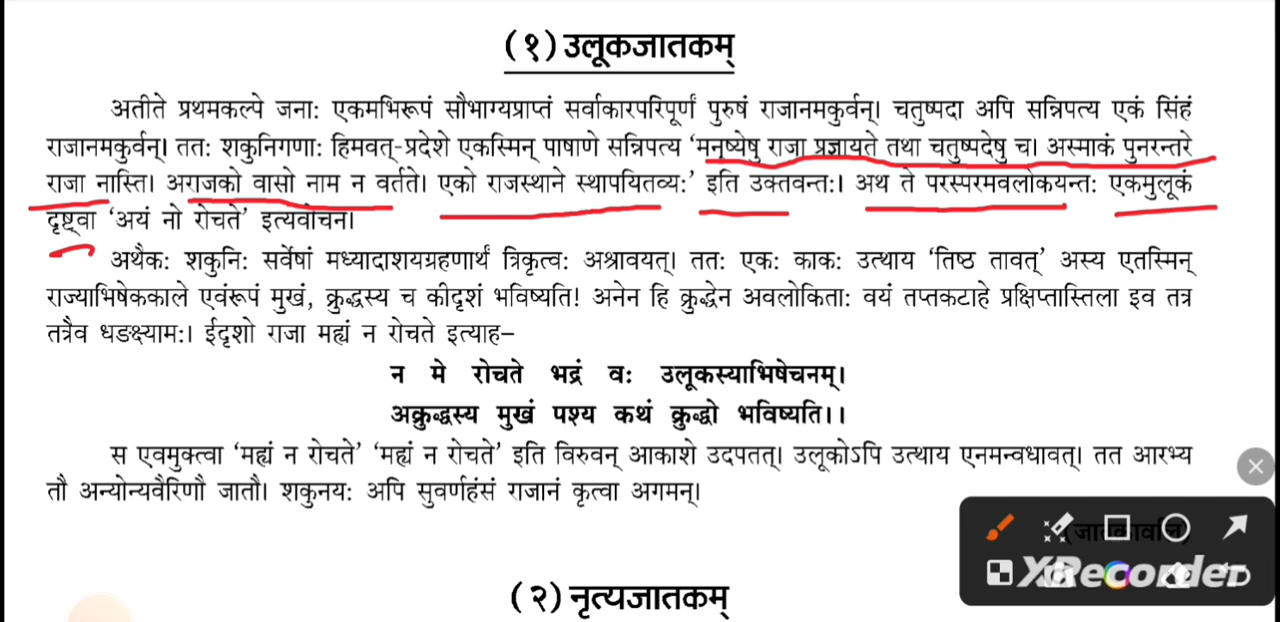 (१) उलूकजातकम्
अतीते प्रथमकल्पे जनाः एकमभिरूपं सौभाग्यप्राप्तं सर्वाकारपरिपूर्णं पुरुषं राजानमकुर्वन्। चतुष्पदा अपि सन्निपत्य एकं सिंहं
राजानमकुर्वन्। ततः शकुनिगणाः हिमवत्-प्रदेशे एकस्मिन् पाषाणे सन्निपत्य ‘मनुष्येषु राजा प्रज्ञायते तथा चतुष्पदेषु च। अस्माकं पुनरन्तरे
राजा नास्ति। अराजको वासो नाम न वर्तते। एको राजस्थाने स्थापयितव्यः’ इति उक्तवन्तः। अथ ते परस्परमवलोकयन्तः एकमुलूकं
दृष्ट्वा ‘अयं नो रोचते’ इत्यवोचन।
अथैकः शकुनिः सर्वेषां मध्यादाशयग्रहणार्थं त्रिकृत्वः अश्रावयत्। ततः एकः काकः उत्थाय ‘तिष्ठ तावत्’ अस्य एतस्मिन्
राज्याभिषेककाले एवंरूपं मुखं, क्रुद्धस्य च कीदृशं भविष्यति! अनेन हि क्रुद्धेन अवलोकिताः वयं तप्तकटाहे प्रक्षिप्तास्तिला इव तत्र
तत्रैव धङक्ष्यामः। ईदृशो राजा मह्यं न रोचते इत्याह–
न मे रोचते भद्रं वः उलूकस्याभिषेचनम्।
अक्रुद्धस्य मुखं पश्य कथं क्रुद्धो भविष्यति।।
स एवमुक्त्वा ‘मह्यं न रोचते’ ‘मह्यं न रोचते’ इति विरुवन् आकाशे उदपतत्। उलूकोऽपि उत्थाय एनमन्वधावत्। तत आरभ्य
तौ अन्योन्यवैरिणौ जातौ। शकुनयः अपि सुवर्णहंसं राजानं कृत्वा अगमन्।
(जातकावलि)
XRecorder
(२) नृत्यजातकम्